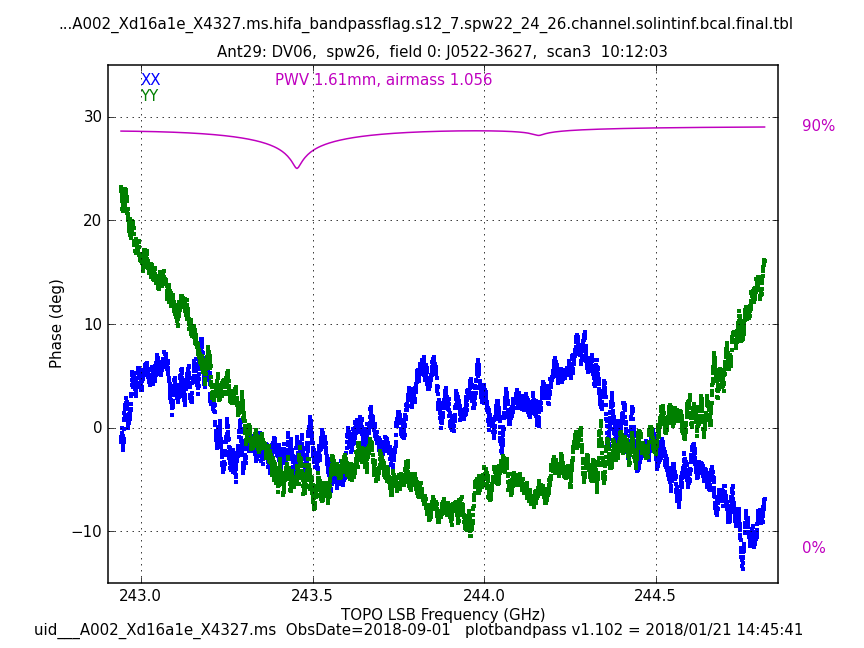 ...A002_Xd16a1e_X4327.ms.hifa_bandpassflag.s12_7.spw22_24_26.channel.solintinf.bcal.final.tbl
Ant29: DV06,  spw26,  field 0: J0522-3627,  scan3  10:12:03
XX
PWV 1.61mm, airmass 1.056
YY
90%
30
20
10
0
−10
Phase (deg)
0%
243.0
243.5
244.0
244.5
TOPO LSB Frequency (GHz)
uid___A002_Xd16a1e_X4327.ms  ObsDate=2018-09-01   plotbandpass v1.102 = 2018/01/21 14:45:41